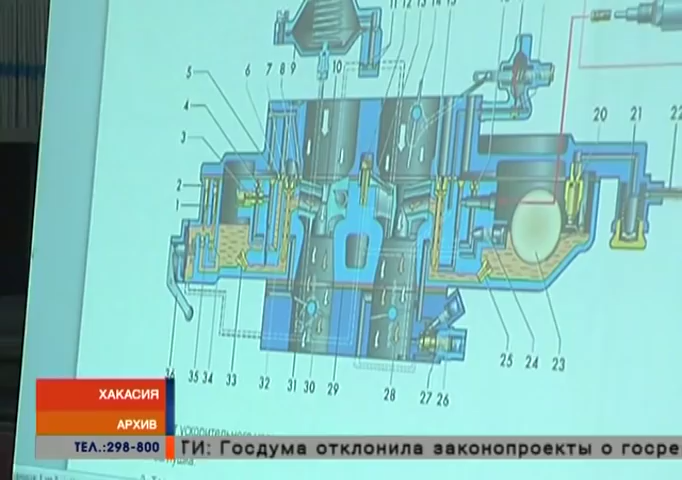 11 12 13 14 15
5 6 7 8 9 10
4
3
2
1
20 21 22
36 35 34 33 32 31 30 29 28 27 26 25 24 23
ХАКАСИЯ
АРХИВ
ТЕЛ.:298-800
ТИ: Госдума отклонила законопроекты о госре